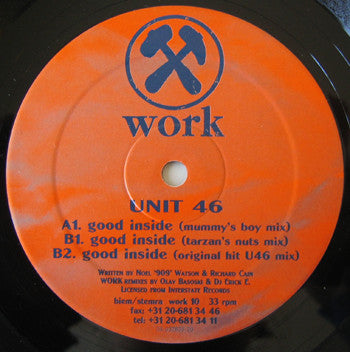 work
UNIT 46
A1. good inside (mummy's boy mix)
B1. good inside (tarzan's nuts mix)
B2. good inside (original hit U46 mix)
Written by Noel '909' Watson & Richard Cain
WORK remixes by Olav Basoski & DJ Erick E.
Licensed from Interstate Records
biem/stemra work 10 33 rpm
fax: +31 20-681 34 46
tel: +31 20-681 34 11